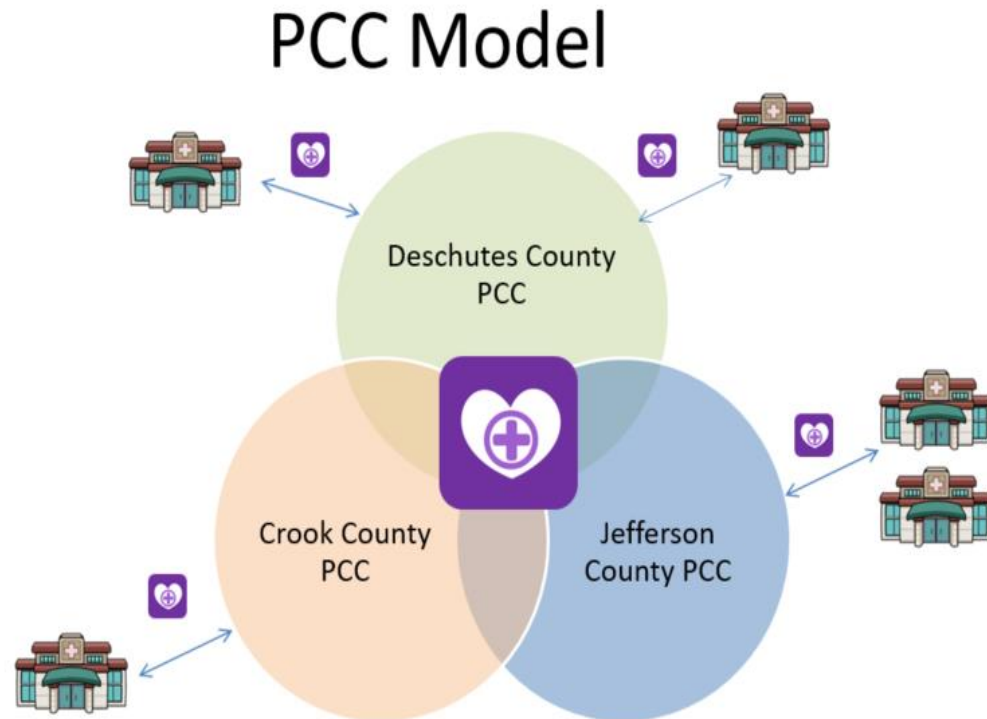 PCC Model
Deschutes County
PCC
Crook County
PCC
Jefferson
County PCC